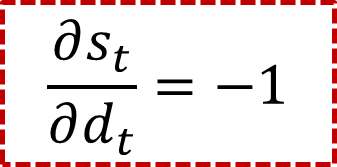 ∂s_t/∂d_t = −1